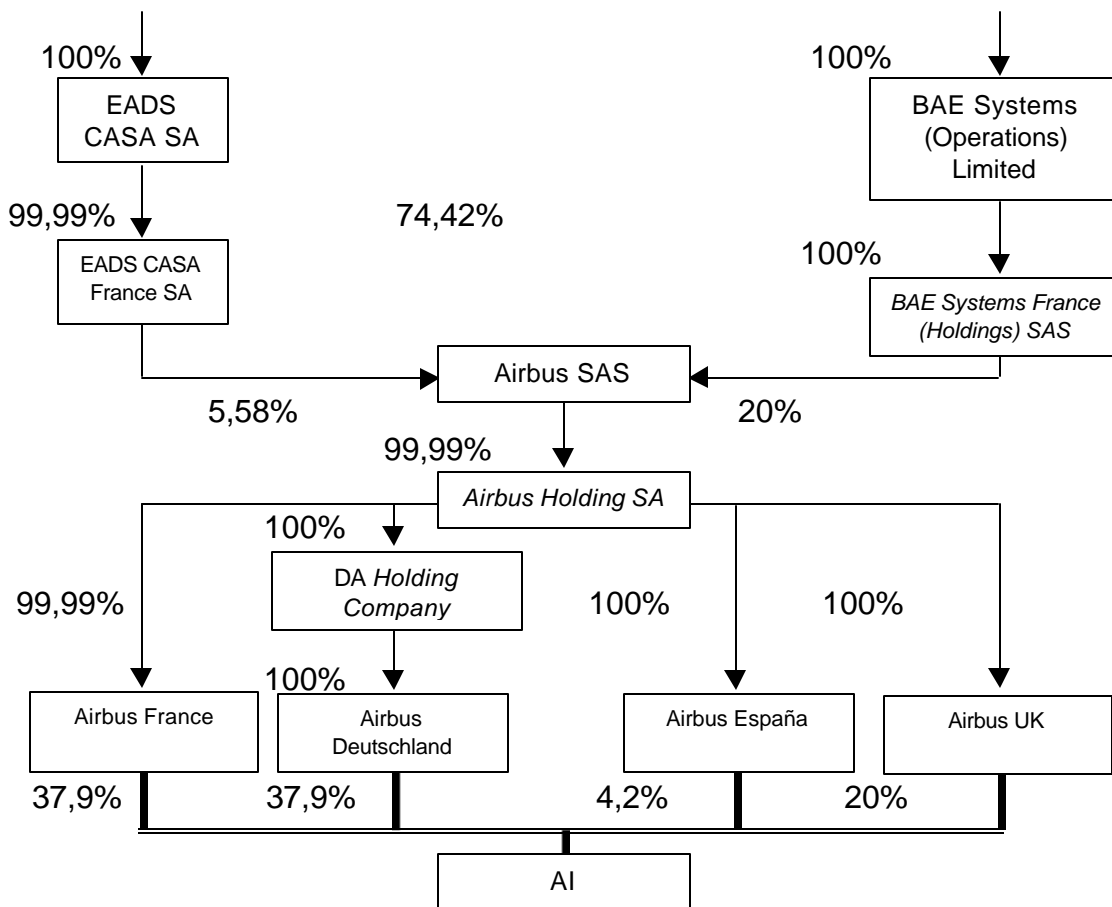 100%
100%
EADS
CASA SA
BAE Systems
(Operations)
Limited
99,99%
74,42%
100%
EADS CASA
France SA
BAE Systems France
(Holdings) SAS
Airbus SAS
5,58%
20%
99,99%
Airbus Holding SA
100%
DA Holding
Company
99,99%
100%
100%
100%
Airbus France
Airbus
Deutschland
Airbus España
Airbus UK
37,9%
37,9%
4,2%
20%
AI